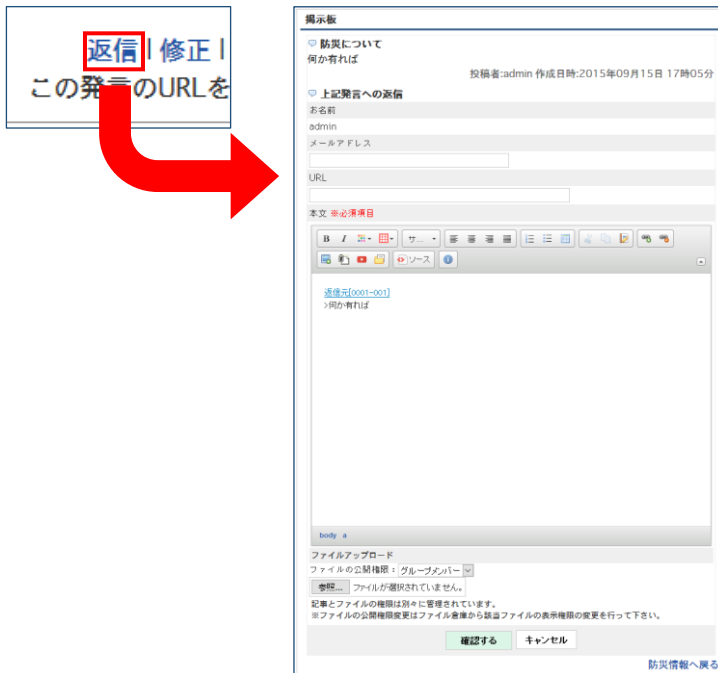 返信 | 修正 |
この発言のURLを
掲示板
防災について
何か有れば
投稿者:admin 作成日時:2015年09月15日 17時05分
上記発言への返信
お名前
admin
メールアドレス
URL
本文 ※必須項目
B I サ...
ソース
返信元[0001-001]
>何か有れば
body a
ファイルアップロード
ファイルの公開権限： グループメンバー
参照... ファイルが選択されていません。
記事とファイルの権限は別々に管理されています。
※ファイルの公開権限変更はファイル倉庫から該当ファイルの表示権限の変更を行って下さい。
確認する キャンセル
防災情報へ戻る